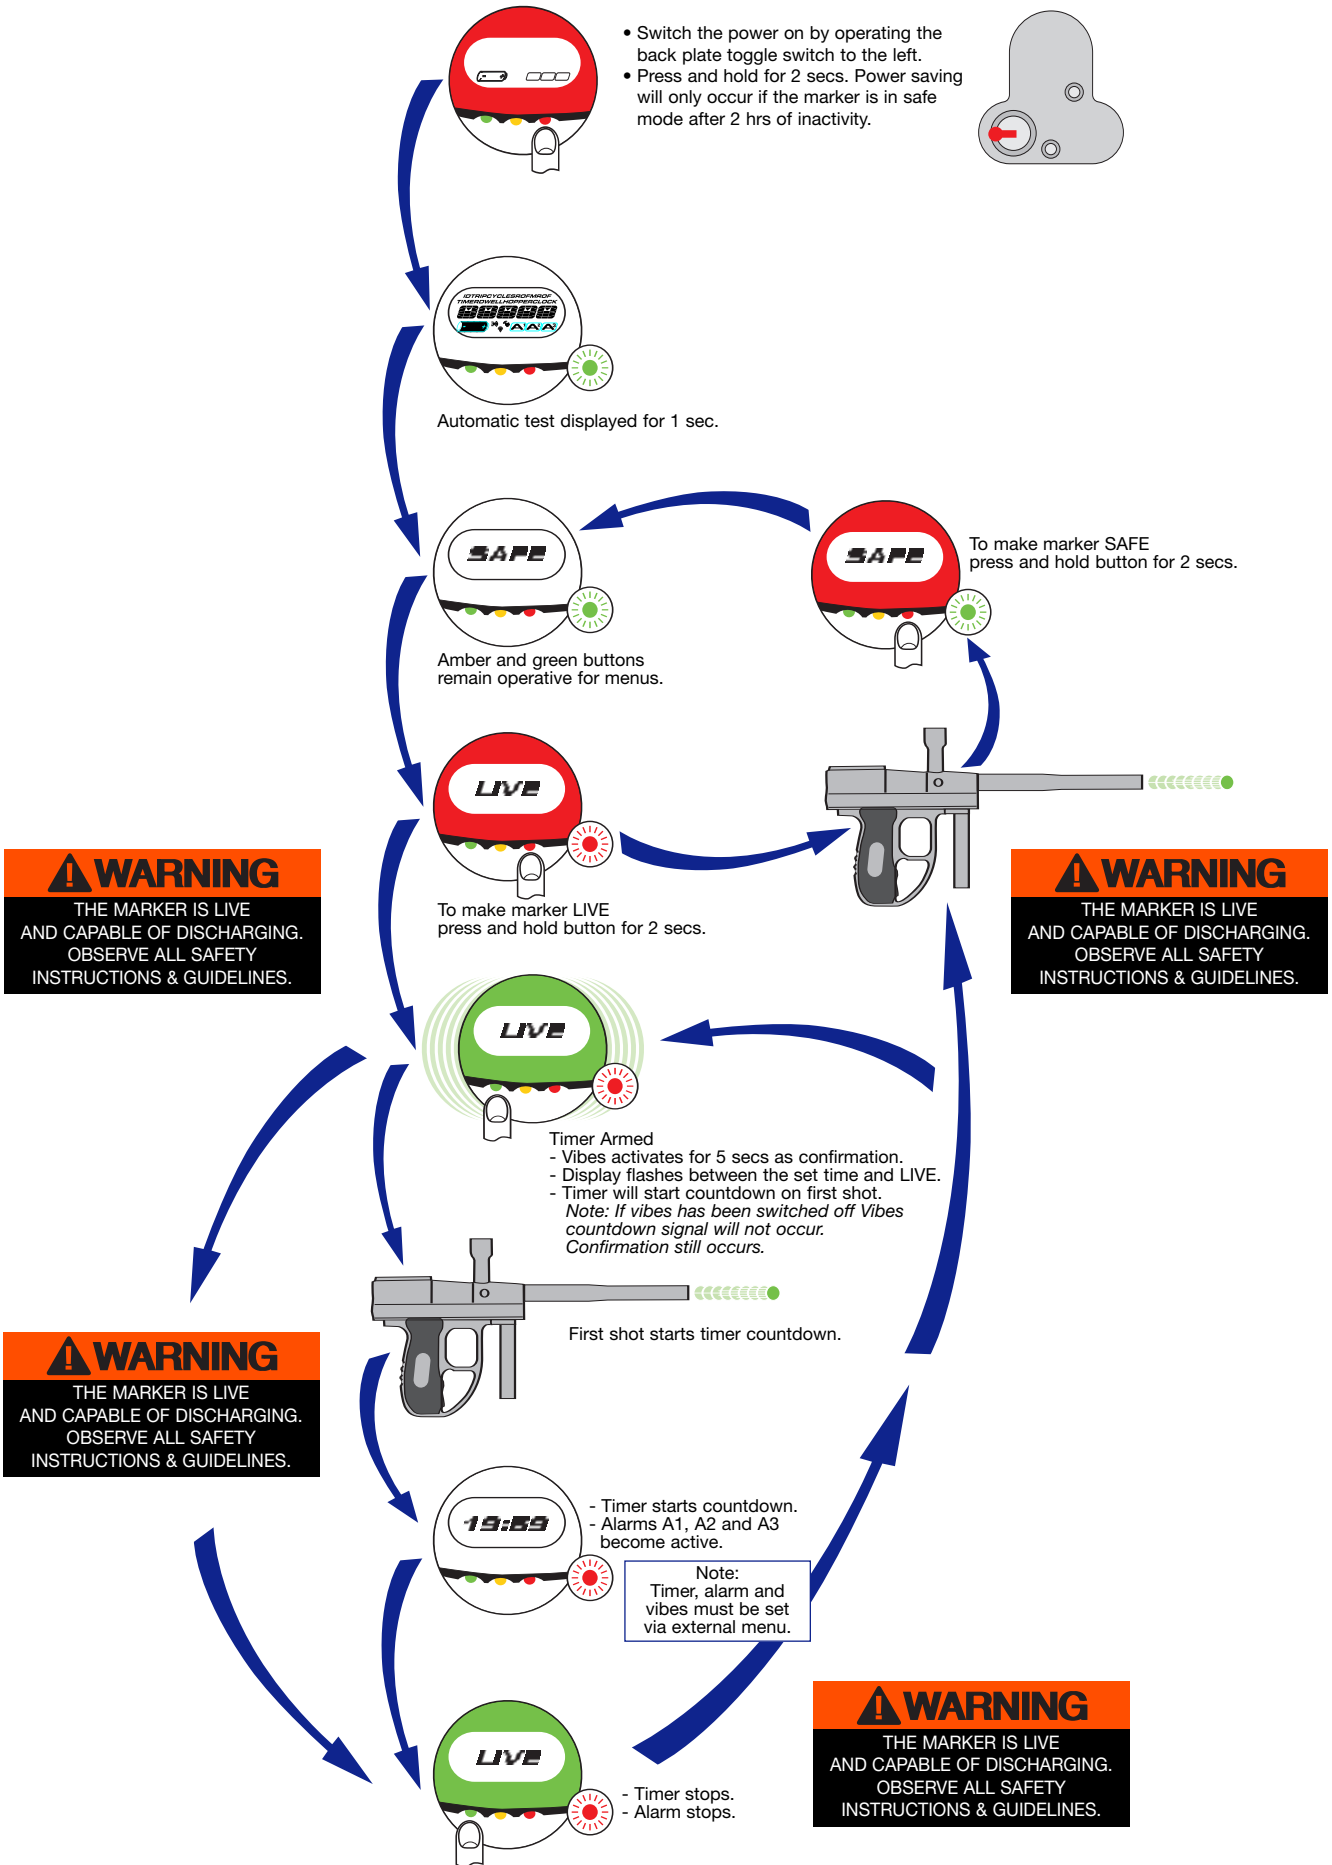 • Switch the power on by operating the
back plate toggle switch to the left.
• Press and hold for 2 secs. Power saving
will only occur if the marker is in safe
mode after 2 hrs of inactivity.
IDTRIPCYCLESROFMROF
TIMERDWELLHOPPERCLOCK
88888
A1 A2 A3
Automatic test displayed for 1 sec.
SAFE
Amber and green buttons
remain operative for menus.
SAFE
To make marker SAFE
press and hold button for 2 secs.
LIVE
To make marker LIVE
press and hold button for 2 secs.
WARNING
THE MARKER IS LIVE
AND CAPABLE OF DISCHARGING.
OBSERVE ALL SAFETY
INSTRUCTIONS & GUIDELINES.
WARNING
THE MARKER IS LIVE
AND CAPABLE OF DISCHARGING.
OBSERVE ALL SAFETY
INSTRUCTIONS & GUIDELINES.
LIVE
Timer Armed
- Vibes activates for 5 secs as confirmation.
- Display flashes between the set time and LIVE.
- Timer will start countdown on first shot.
Note: If vibes has been switched off Vibes
countdown signal will not occur.
Confirmation still occurs.
First shot starts timer countdown.
WARNING
THE MARKER IS LIVE
AND CAPABLE OF DISCHARGING.
OBSERVE ALL SAFETY
INSTRUCTIONS & GUIDELINES.
19:59
- Timer starts countdown.
- Alarms A1, A2 and A3
become active.
Note:
Timer, alarm and
vibes must be set
via external menu.
LIVE
- Timer stops.
- Alarm stops.
WARNING
THE MARKER IS LIVE
AND CAPABLE OF DISCHARGING.
OBSERVE ALL SAFETY
INSTRUCTIONS & GUIDELINES.